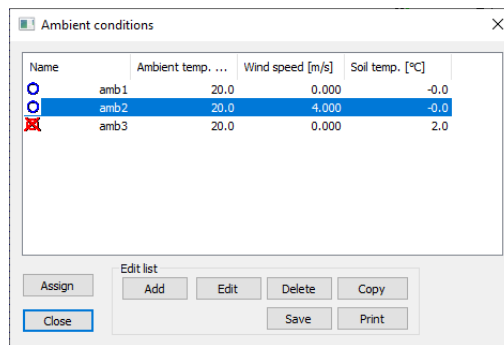 Ambient conditions
Name Ambient temp. ... Wind speed [m/s] Soil temp. [°C]
amb1 20.0 0.000 -0.0
amb2 20.0 4.000 -0.0
amb3 20.0 0.000 2.0
Edit list
Assign Add Edit Delete Copy
Close Save Print